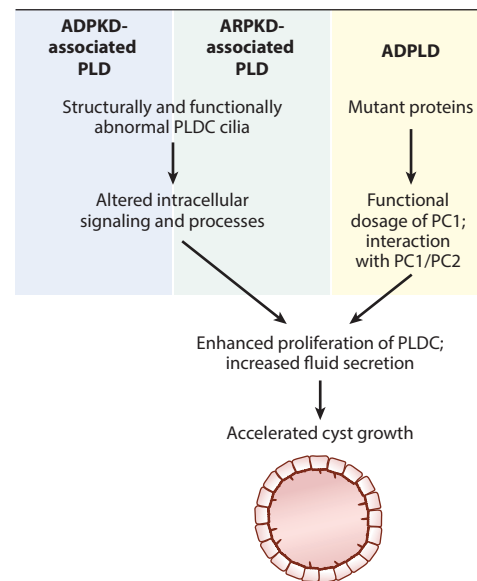 ADPKD-
associated
PLD
ARPKD-
associated
PLD
ADPLD
Structurally and functionally
abnormal PLDC cilia
Mutant proteins
Altered intracellular
signaling and processes
Functional
dosage of PC1;
interaction
with PC1/PC2
Enhanced proliferation of PLDC;
increased fluid secretion
Accelerated cyst growth